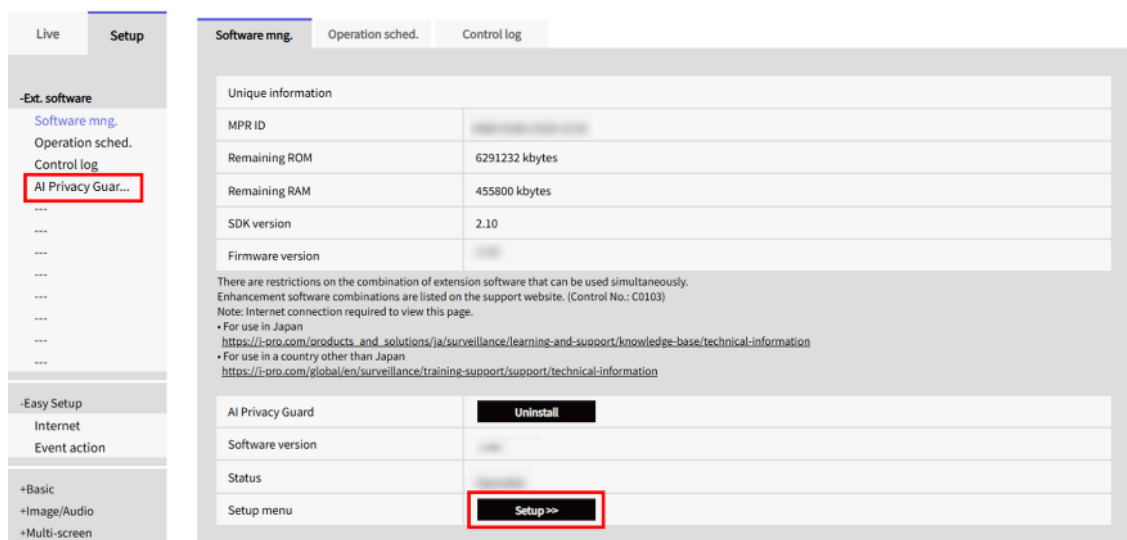 Live
Setup
-Ext. software
Software mng.
Operation sched.
Control log
AI Privacy Guar...
---
---
---
---
---
---
---
---
-Easy Setup
Internet
Event action
+Basic
+Image/Audio
+Multi-screen
Software mng.
Operation sched.
Control log
Unique information
MPR ID
Remaining ROM
6291232 kbytes
Remaining RAM
455800 kbytes
SDK version
2.10
Firmware version
There are restrictions on the combination of extension software that can be used simultaneously.
Enhancement software combinations are listed on the support website. (Control No.: C0103)
Note: Internet connection required to view this page.
• For use in Japan
https://i-pro.com/products_and_solutions/ja/surveillance/learning-and-support/knowledge-base/technical-information
• For use in a country other than Japan
https://i-pro.com/global/en/surveillance/training-support/support/technical-information
AI Privacy Guard
Uninstall
Software version
Status
Setup menu
Setup >>